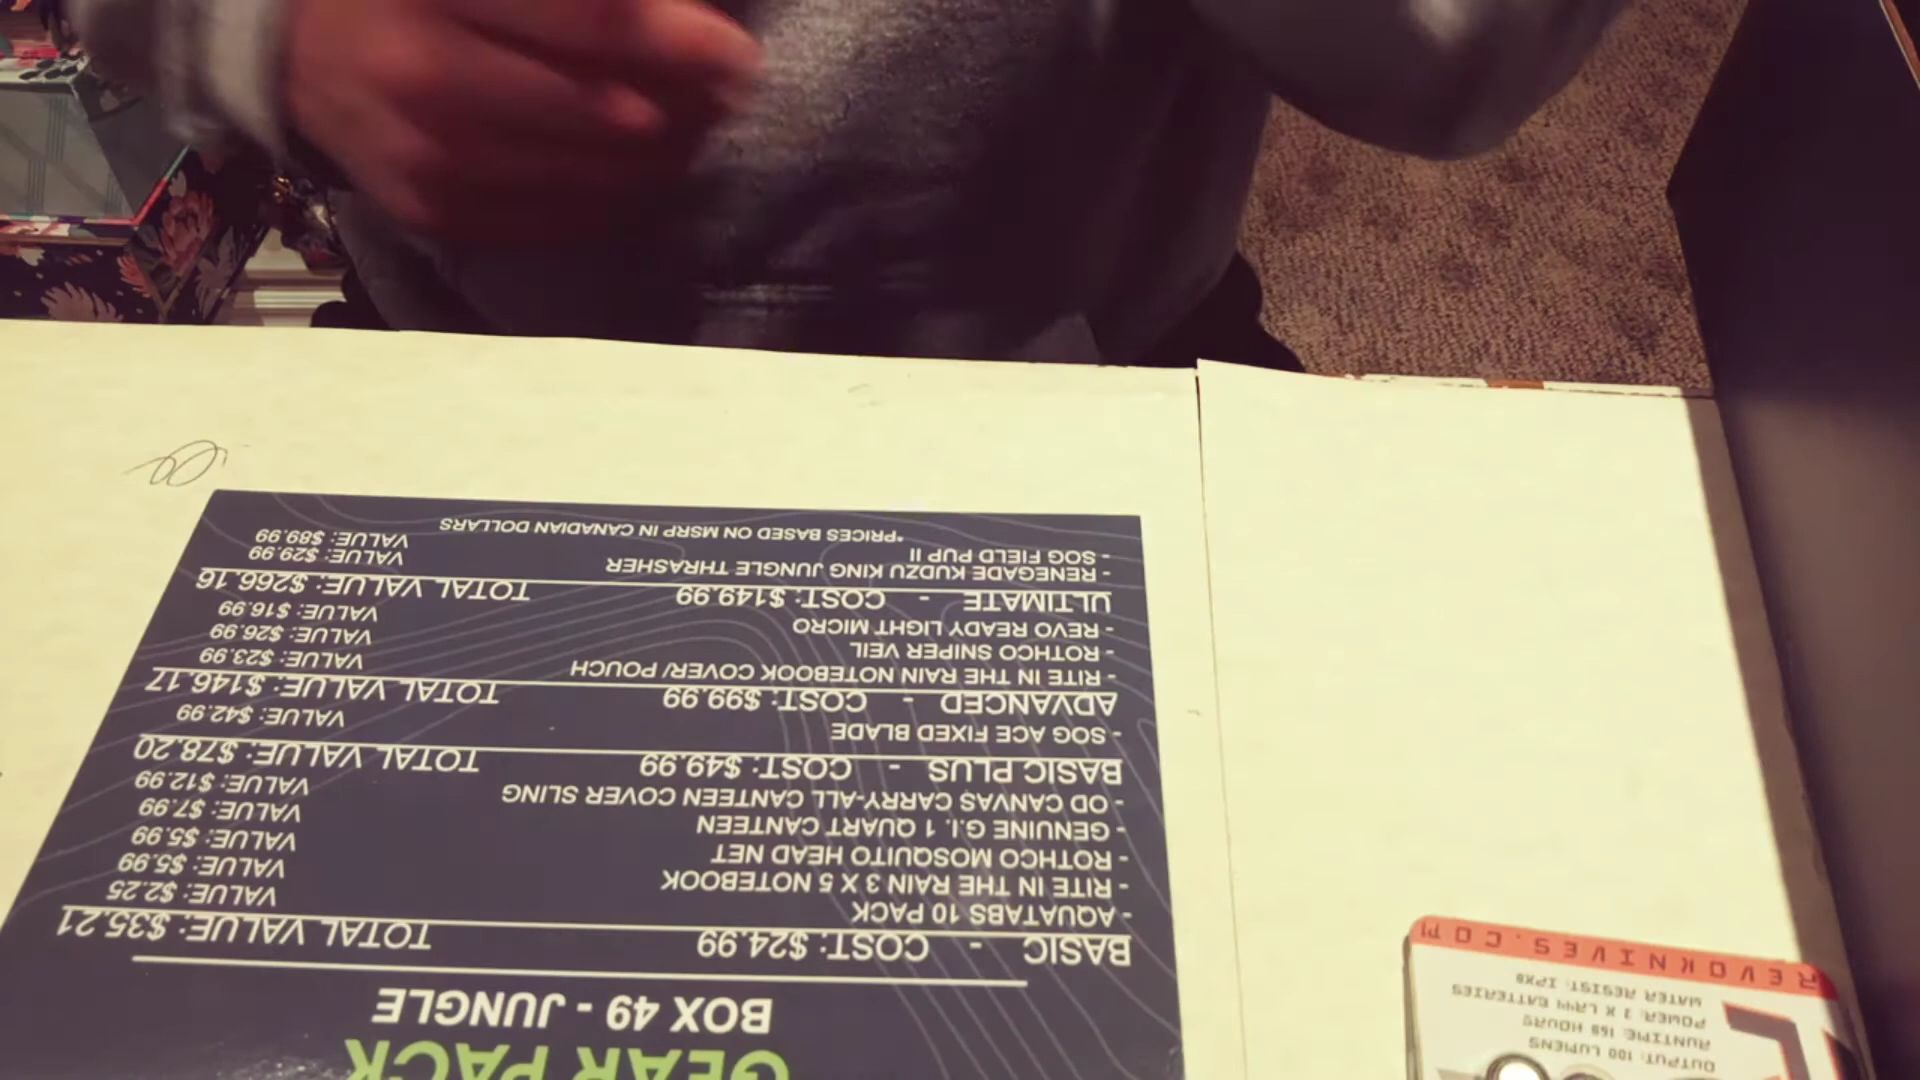 GEAR PACK
BOX 49 - JUNGLE
BASIC - COST: $24.99 TOTAL VALUE: $35.21
- AQUATABS 10 PACK VALUE: $2.25
- RITE IN THE RAIN 3 X 5 NOTEBOOK VALUE: $5.99
- ROTHCO MOSQUITO HEAD NET VALUE: $5.99
- GENUINE G.I. 1 QUART CANTEEN VALUE: $7.99
- OD CANVAS CARRY-ALL CANTEEN COVER SLING VALUE: $12.99
BASIC PLUS - COST: $49.99 TOTAL VALUE: $78.20
- SOG ACE FIXED BLADE VALUE: $42.99
ADVANCED - COST: $99.99 TOTAL VALUE: $146.17
- RITE IN THE RAIN NOTEBOOK COVER/ POUCH VALUE: $23.99
- ROTHCO SNIPER VEIL VALUE: $26.99
- REVO READY LIGHT MICRO VALUE: $16.99
ULTIMATE - COST: $149.99 TOTAL VALUE: $266.16
- RENEGADE KUDZU KING JUNGLE THRASHER VALUE: $29.99
- SOG FIELD PUP II VALUE: $89.99
*PRICES BASED ON MSRP IN CANADIAN DOLLARS
OUTPUT: 100 LUMENS
RUNTIME: 168 HOURS
POWER: 3 X L444 BATTERIES
WATER RESIST: IPX8
REVOKNIVES.COM